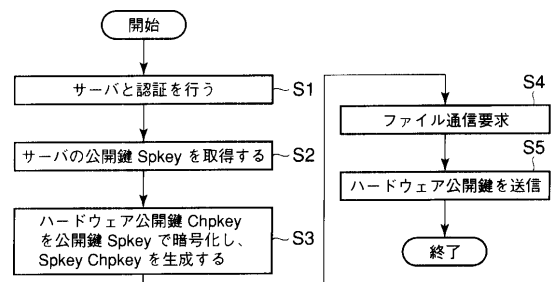 開始
サーバと認証を行う
S1
サーバの公開鍵 Spkey を取得する
S2
ハードウェア公開鍵 Chpkey
を公開鍵 Spkey で暗号化し、
Spkey Chpkey を生成する
S3
S4
ファイル通信要求
S5
ハードウェア公開鍵を送信
終了